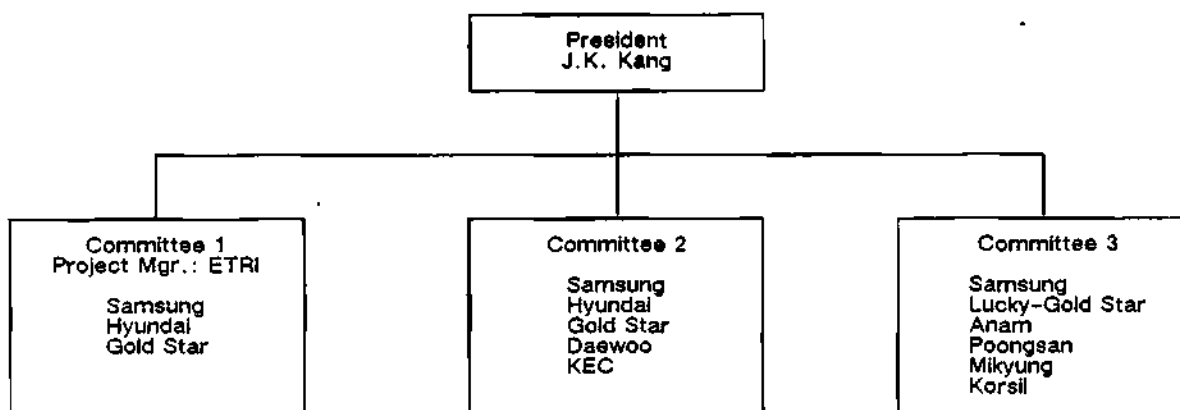 President
J.K. Kang
Committee 1
Project Mgr.: ETRI
Samsung
Hyundai
Gold Star
Committee 2
Samsung
Hyundai
Gold Star
Daewoo
KEC
Committee 3
Samsung
Lucky-Gold Star
Anam
Poongsan
Mikyung
Korsil